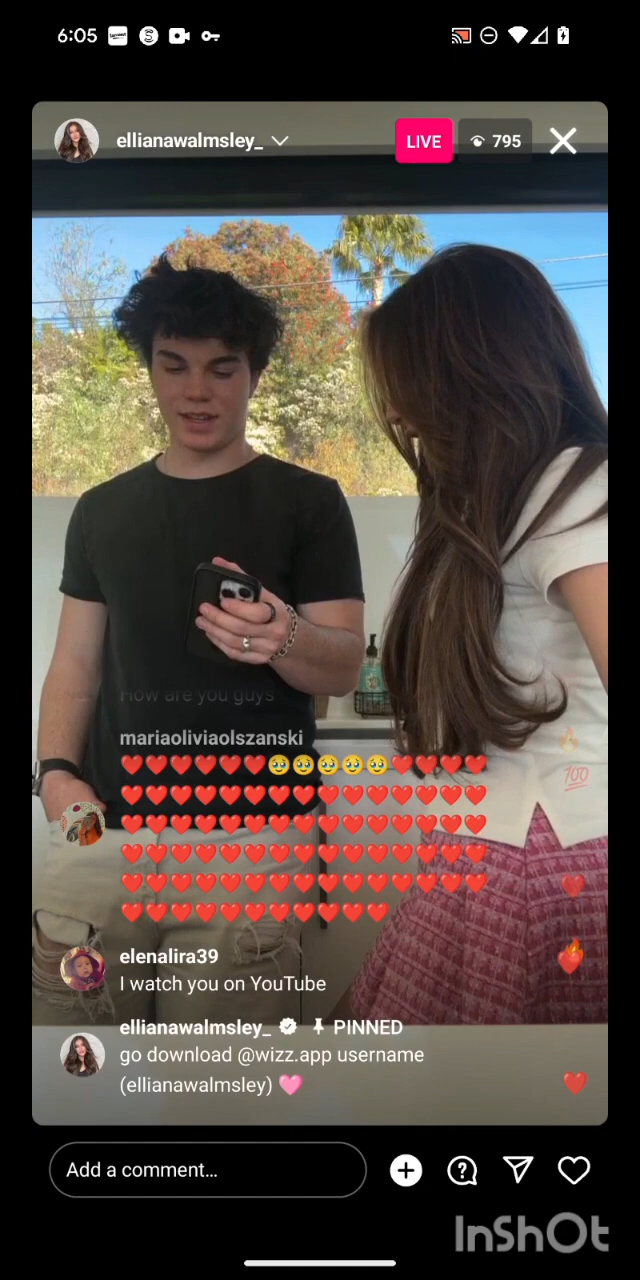 6:05
ellianawalmsley_
LIVE
795
How are you guys
mariaoliviaolszanski
❤️❤️❤️❤️❤️❤️🥹🥹🥹🥹🥹❤️❤️❤️❤️
❤️❤️❤️❤️❤️❤️❤️❤️❤️❤️❤️❤️❤️❤️❤️
❤️❤️❤️❤️❤️❤️❤️❤️❤️❤️❤️❤️❤️❤️❤️
❤️❤️❤️❤️❤️❤️❤️❤️❤️❤️❤️❤️❤️❤️❤️
❤️❤️❤️❤️❤️❤️❤️❤️❤️❤️❤️❤️❤️❤️❤️
❤️❤️❤️❤️❤️❤️❤️❤️❤️❤️❤️
elenalira39
I watch you on YouTube
ellianawalmsley_ PINNED
go download @wizz.app username
(ellianawalmsley) 🩷
Add a comment...
InShOt